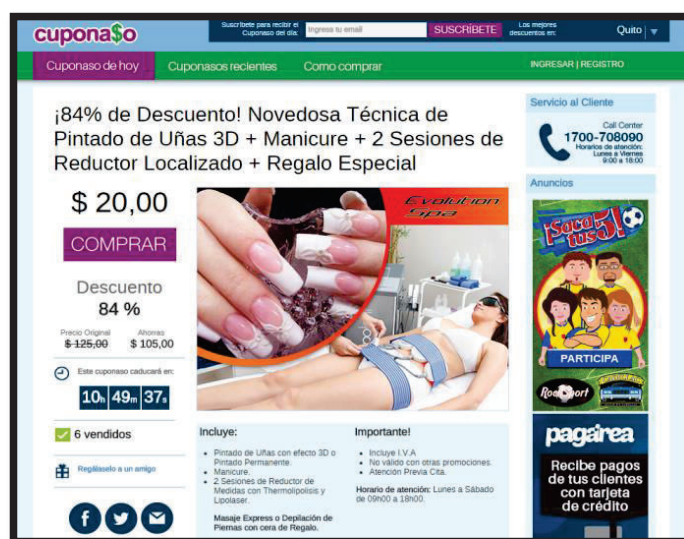 cupona$o
Suscríbete para recibir el
Cuponaso del día:
Ingresa tu email
SUSCRÍBETE
Los mejores
descuentos en:
Quito
Cuponaso de hoy
Cuponasos recientes
Como comprar
INGRESAR | REGISTRO
¡84% de Descuento! Novedosa Técnica de
Pintado de Uñas 3D + Manicure + 2 Sesiones de
Reductor Localizado + Regalo Especial
$ 20,00
COMPRAR
Descuento
84 %
Precio Original
Ahorras
$ 125,00
$ 105,00
Este cuponaso caducará en:
10h 49m 37s
6 vendidos
Regálaselo a un amigo
Evolution
Spa
Incluye:
Pintado de Uñas con efecto 3D o
Pintado Permanente.
Manicure.
2 Sesiones de Reductor de
Medidas con Thermolipolisis y
Lipolaser.
Masaje Express o Depilación de
Piernas con cera de Regalo.
Importante!
Incluye I.V.A
No válido con otras promociones.
Atención Previa Cita.
Horario de atención: Lunes a Sábado
de 09h00 a 18h00.
Servicio al Cliente
Call Center
1700-708090
Horarios de atención:
Lunes a Viernes
9:00 a 18:00
Anuncios
¡Saca
tus 5!
PARTICIPA
pagárea
Recibe pagos
de tus clientes
con tarjeta
de crédito